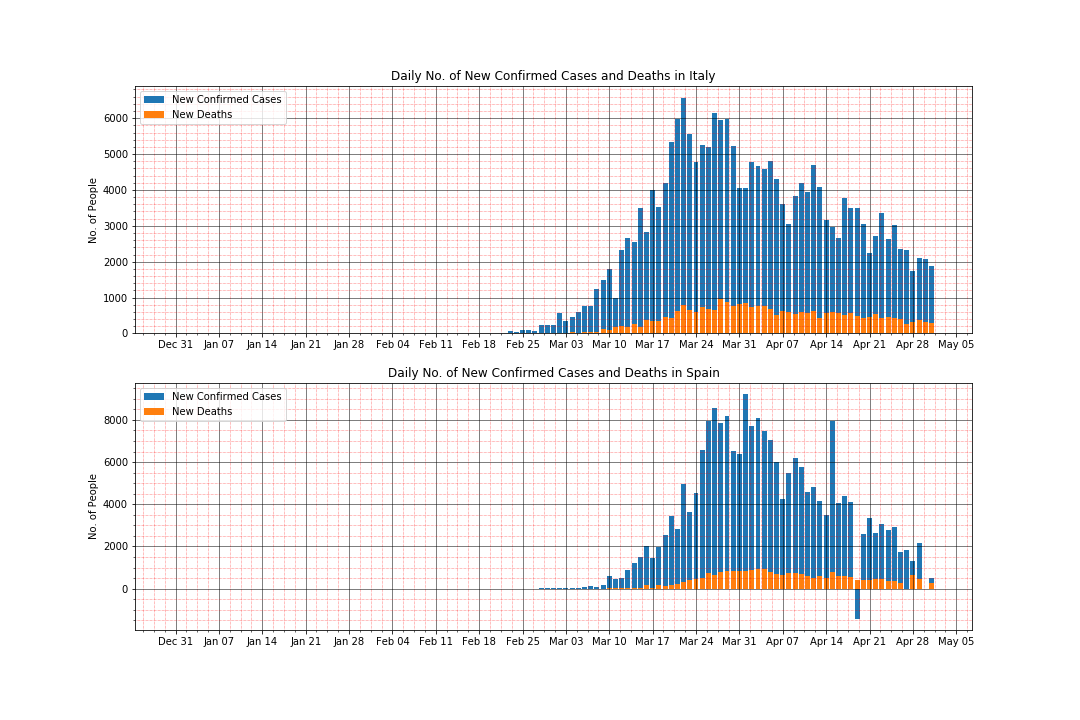 Daily No. of New Confirmed Cases and Deaths in Italy
New Confirmed Cases
New Deaths
No. of People
6000
5000
4000
3000
2000
1000
0
Dec 31 Jan 07 Jan 14 Jan 21 Jan 28 Feb 04 Feb 11 Feb 18 Feb 25 Mar 03 Mar 10 Mar 17 Mar 24 Mar 31 Apr 07 Apr 14 Apr 21 Apr 28 May 05
Daily No. of New Confirmed Cases and Deaths in Spain
New Confirmed Cases
New Deaths
No. of People
8000
6000
4000
2000
0
Dec 31 Jan 07 Jan 14 Jan 21 Jan 28 Feb 04 Feb 11 Feb 18 Feb 25 Mar 03 Mar 10 Mar 17 Mar 24 Mar 31 Apr 07 Apr 14 Apr 21 Apr 28 May 05